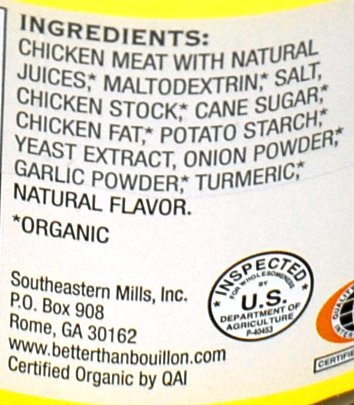 INGREDIENTS:
CHICKEN MEAT WITH NATURAL
JUICES,* MALTODEXTRIN,* SALT,
CHICKEN STOCK,* CANE SUGAR,*
CHICKEN FAT,* POTATO STARCH,*
YEAST EXTRACT, ONION POWDER,*
GARLIC POWDER,* TURMERIC,*
NATURAL FLAVOR.
*ORGANIC
Southeastern Mills, Inc.
P.O. Box 908
Rome, GA 30162
www.betterthanbouillon.com
Certified Organic by QAI
★ INSPECTED ★
FOR WHOLESOMENESS
BY
U.S.
DEPARTMENT OF
AGRICULTURE
P-40453